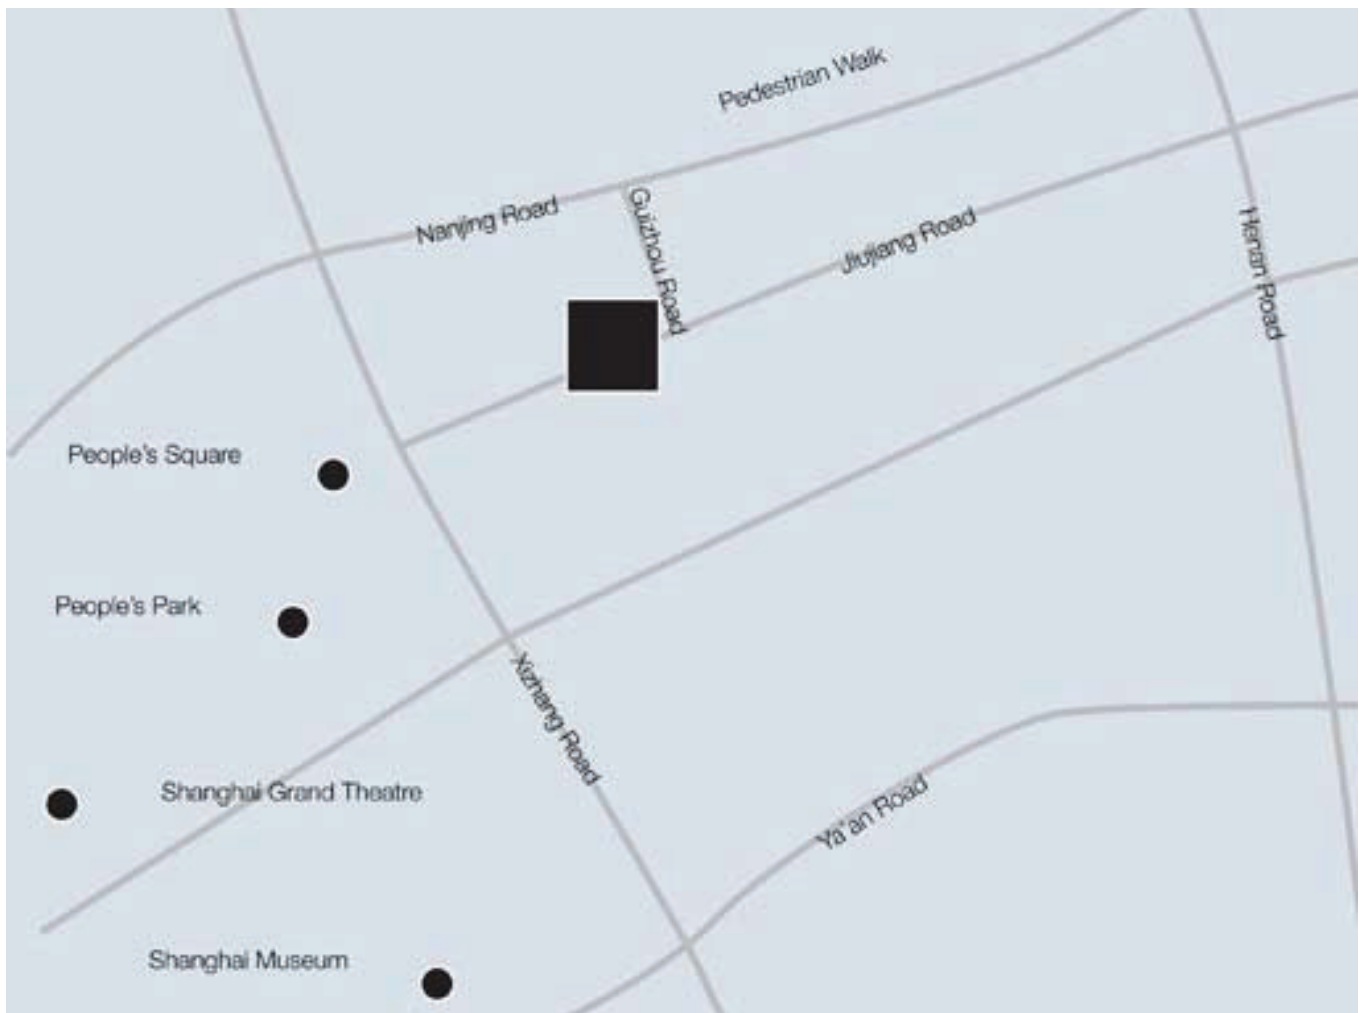 Pedestrian Walk
Nanjing Road
Guizhou Road
Jiujiang Road
Henan Road
People's Square
People's Park
Xizhang Road
Shanghai Grand Theatre
Ya'an Road
Shanghai Museum